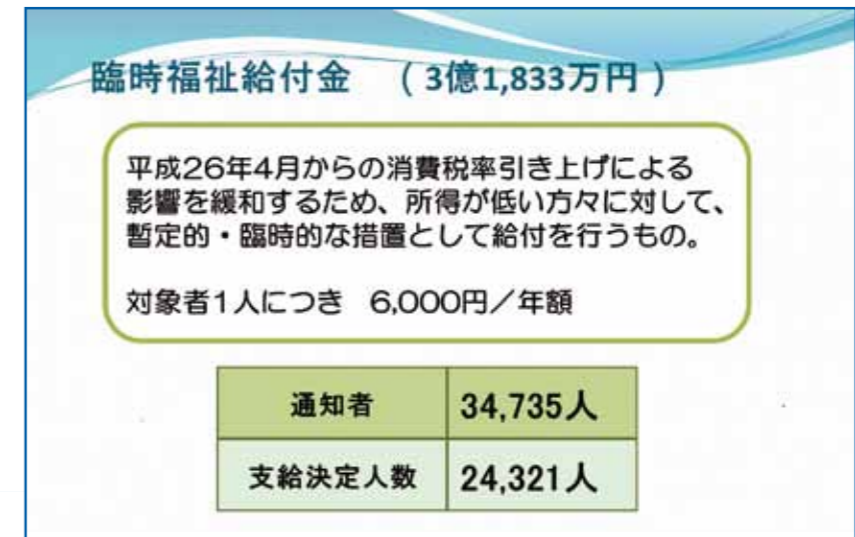 臨時福祉給付金　（3億1,833万円）
平成26年4月からの消費税率引き上げによる
影響を緩和するため、所得が低い方々に対して、
暫定的・臨時的な措置として給付を行うもの。
対象者1人につき　6,000円／年額
通知者　34,735人
支給決定人数　24,321人